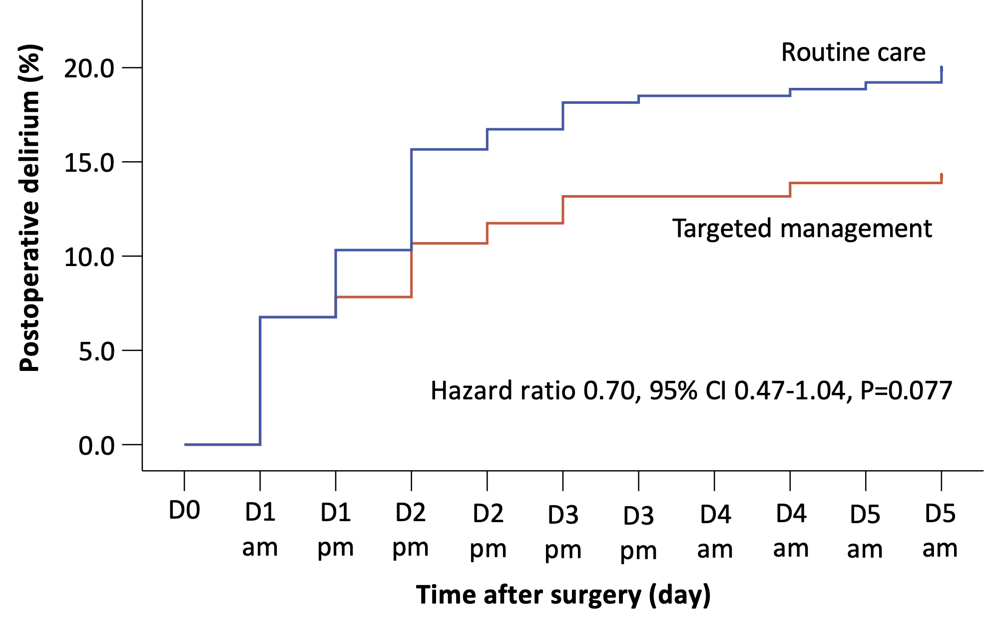 Postoperative delirium (%)
20.0
15.0
10.0
5.0
0.0
Routine care
Targeted management
Hazard ratio 0.70, 95% CI 0.47-1.04, P=0.077
D0 D1 D1 D2 D2 D3 D3 D4 D4 D5 D5
am pm pm pm pm pm am am am am
Time after surgery (day)